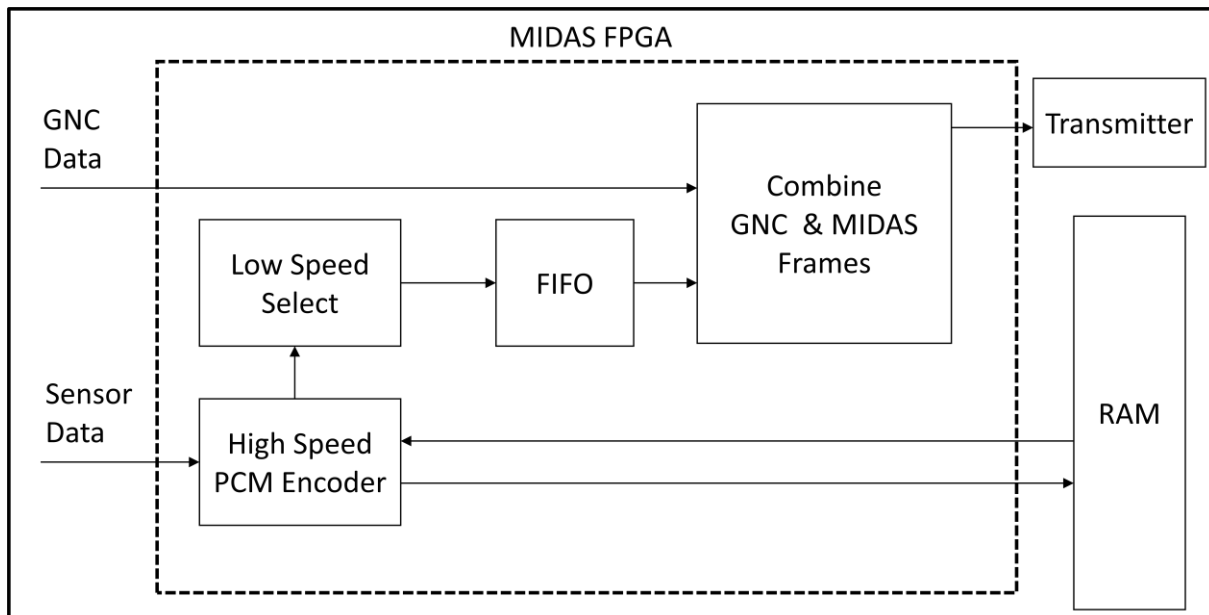 MIDAS FPGA
GNC
Data
Transmitter
Combine
GNC & MIDAS
Frames
Low Speed
Select
FIFO
Sensor
Data
High Speed
PCM Encoder
RAM